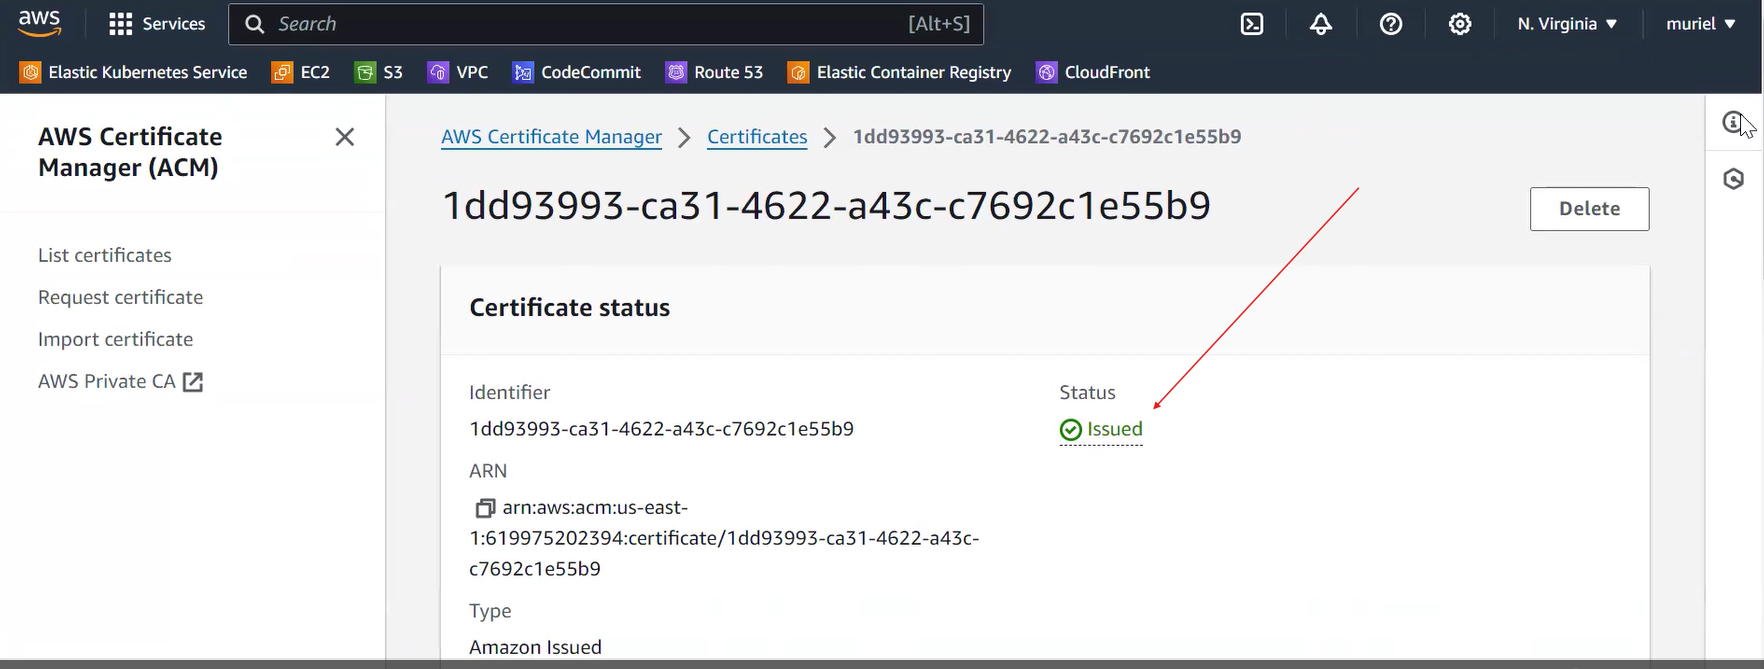 aws
Services
Search
[Alt+S]
N. Virginia
muriel
Elastic Kubernetes Service
EC2
S3
VPC
CodeCommit
Route 53
Elastic Container Registry
CloudFront
AWS Certificate
Manager (ACM)
List certificates
Request certificate
Import certificate
AWS Private CA
AWS Certificate Manager
Certificates
1dd93993-ca31-4622-a43c-c7692c1e55b9
1dd93993-ca31-4622-a43c-c7692c1e55b9
Delete
Certificate status
Identifier
1dd93993-ca31-4622-a43c-c7692c1e55b9
Status
Issued
ARN
arn:aws:acm:us-east-
1:619975202394:certificate/1dd93993-ca31-4622-a43c-
c7692c1e55b9
Type
Amazon Issued